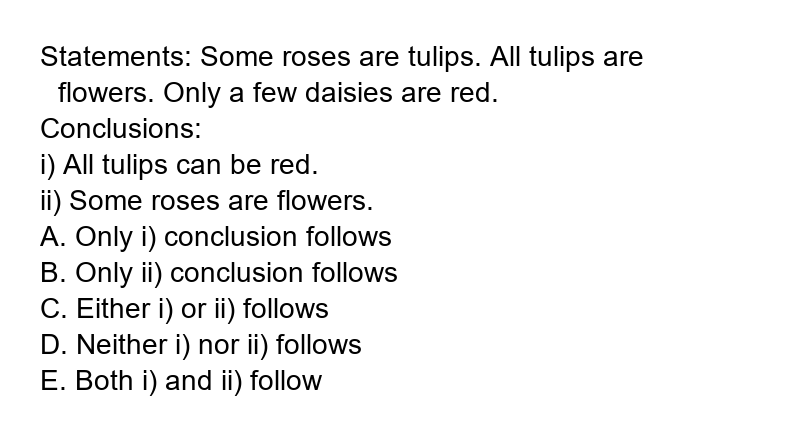 Statements: Some roses are tulips. All tulips are
flowers. Only a few daisies are red.
Conclusions:
i) All tulips can be red.
ii) Some roses are flowers.
A. Only i) conclusion follows
B. Only ii) conclusion follows
C. Either i) or ii) follows
D. Neither i) nor ii) follows
E. Both i) and ii) follow